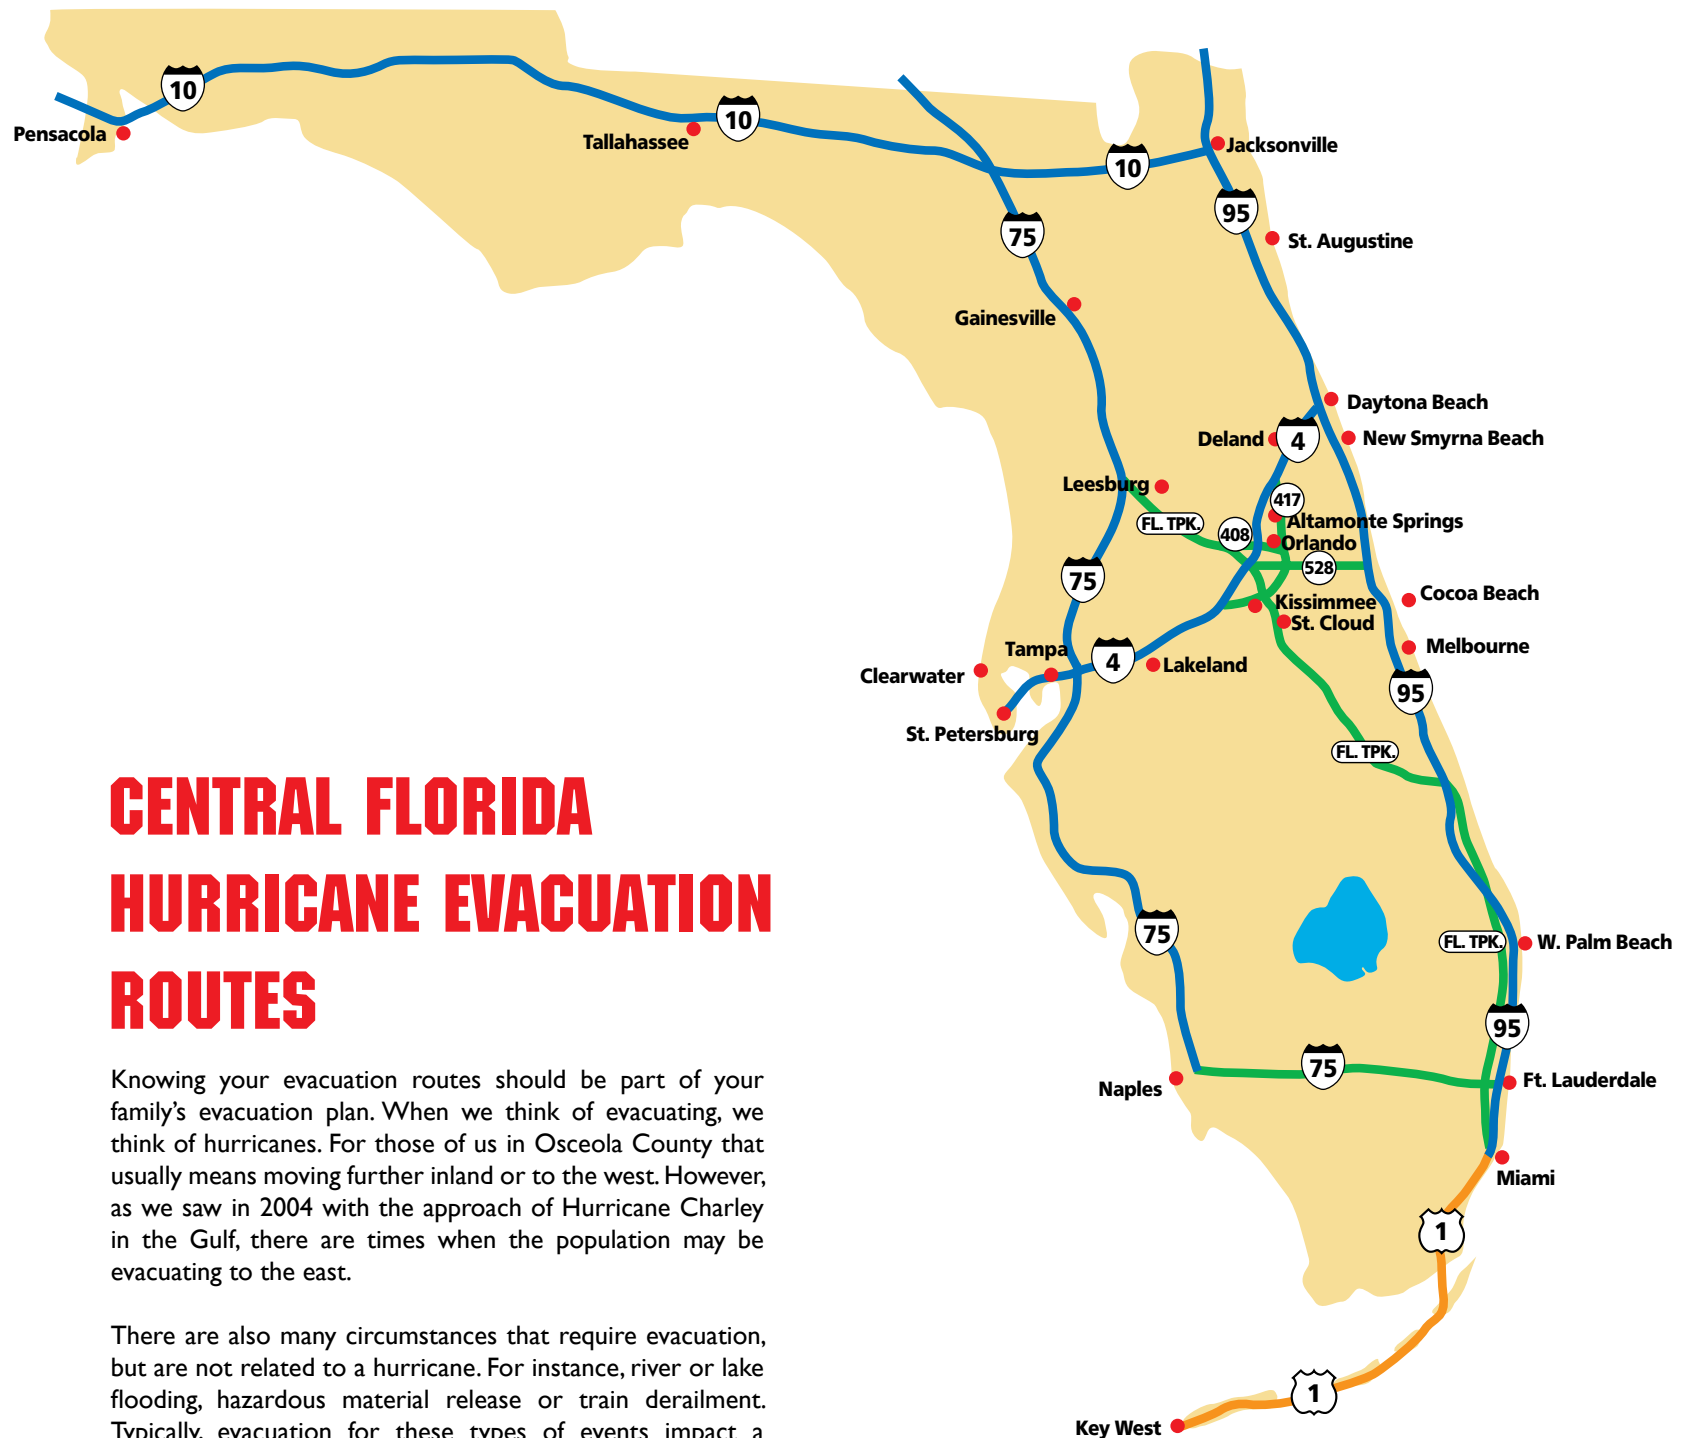 10
10
Pensacola
Tallahassee
10
Jacksonville
95
75
St. Augustine
Gainesville
Daytona Beach
Deland
4
New Smyrna Beach
Leesburg
417
FL. TPK.
408
Altamonte Springs
Orlando
528
75
Kissimmee
Cocoa Beach
St. Cloud
Tampa
4
Lakeland
Melbourne
Clearwater
95
St. Petersburg
FL. TPK.
CENTRAL FLORIDA
HURRICANE EVACUATION
ROUTES
75
FL. TPK.
W. Palm Beach
95
75
Naples
Ft. Lauderdale
Miami
1
1
Key West
Knowing your evacuation routes should be part of your
family’s evacuation plan. When we think of evacuating, we
think of hurricanes. For those of us in Osceola County that
usually means moving further inland or to the west. However,
as we saw in 2004 with the approach of Hurricane Charley
in the Gulf, there are times when the population may be
evacuating to the east.
There are also many circumstances that require evacuation,
but are not related to a hurricane. For instance, river or lake
flooding, hazardous material release or train derailment.
Typically, evacuation for these types of events impact a